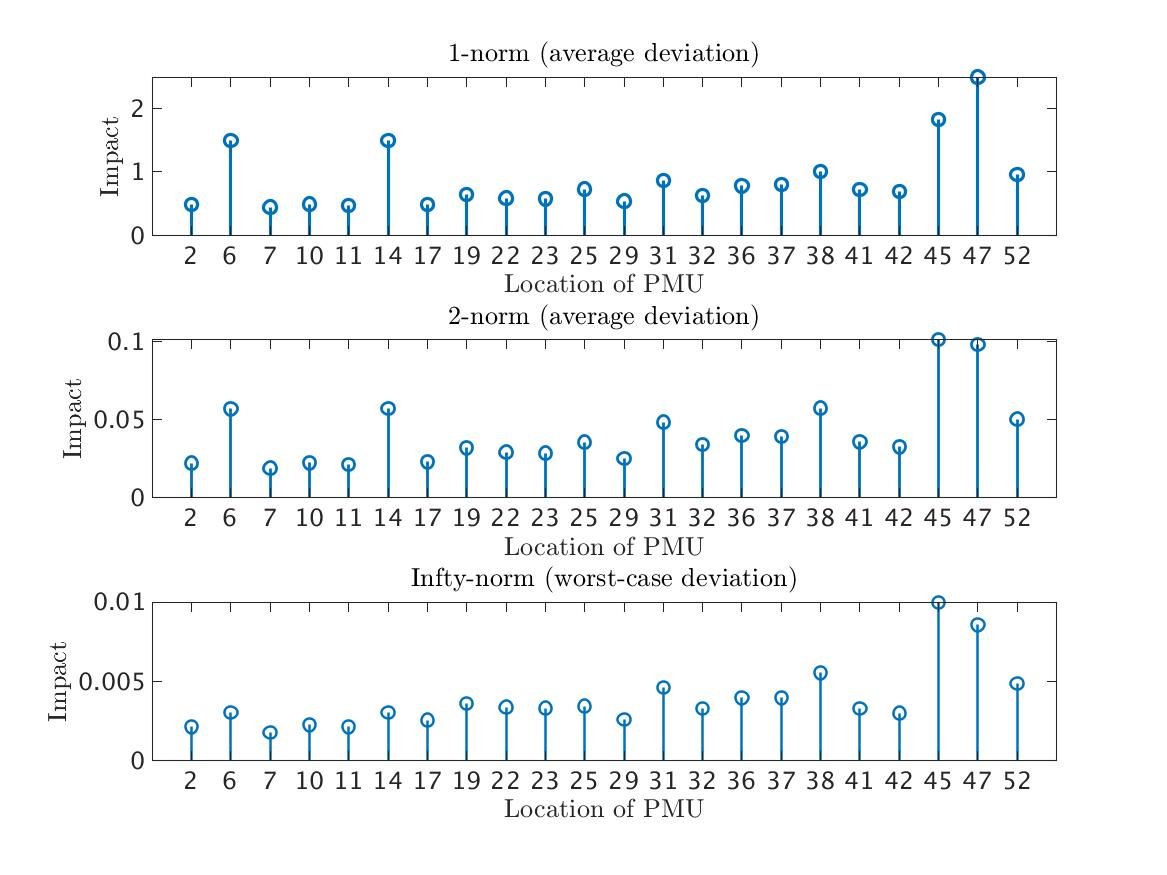 1-norm (average deviation)
Impact
2
1
0
2 6 7 10 11 14 17 19 22 23 25 29 31 32 36 37 38 41 42 45 47 52
Location of PMU
2-norm (average deviation)
Impact
0.1
0.05
0
2 6 7 10 11 14 17 19 22 23 25 29 31 32 36 37 38 41 42 45 47 52
Location of PMU
Infty-norm (worst-case deviation)
Impact
0.01
0.005
0
2 6 7 10 11 14 17 19 22 23 25 29 31 32 36 37 38 41 42 45 47 52
Location of PMU